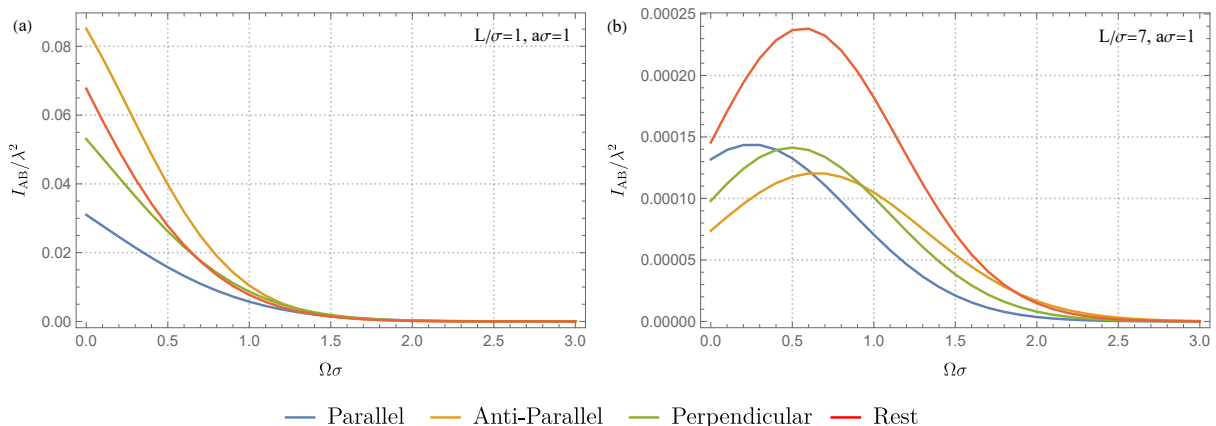 (a)
L/σ=1, aσ=1
I_AB/λ²
0.08
0.06
0.04
0.02
0.00
0.0 0.5 1.0 1.5 2.0 2.5 3.0
Ωσ
(b)
L/σ=7, aσ=1
I_AB/λ²
0.00025
0.00020
0.00015
0.00010
0.00005
0.00000
0.0 0.5 1.0 1.5 2.0 2.5 3.0
Ωσ
Parallel Anti-Parallel Perpendicular Rest